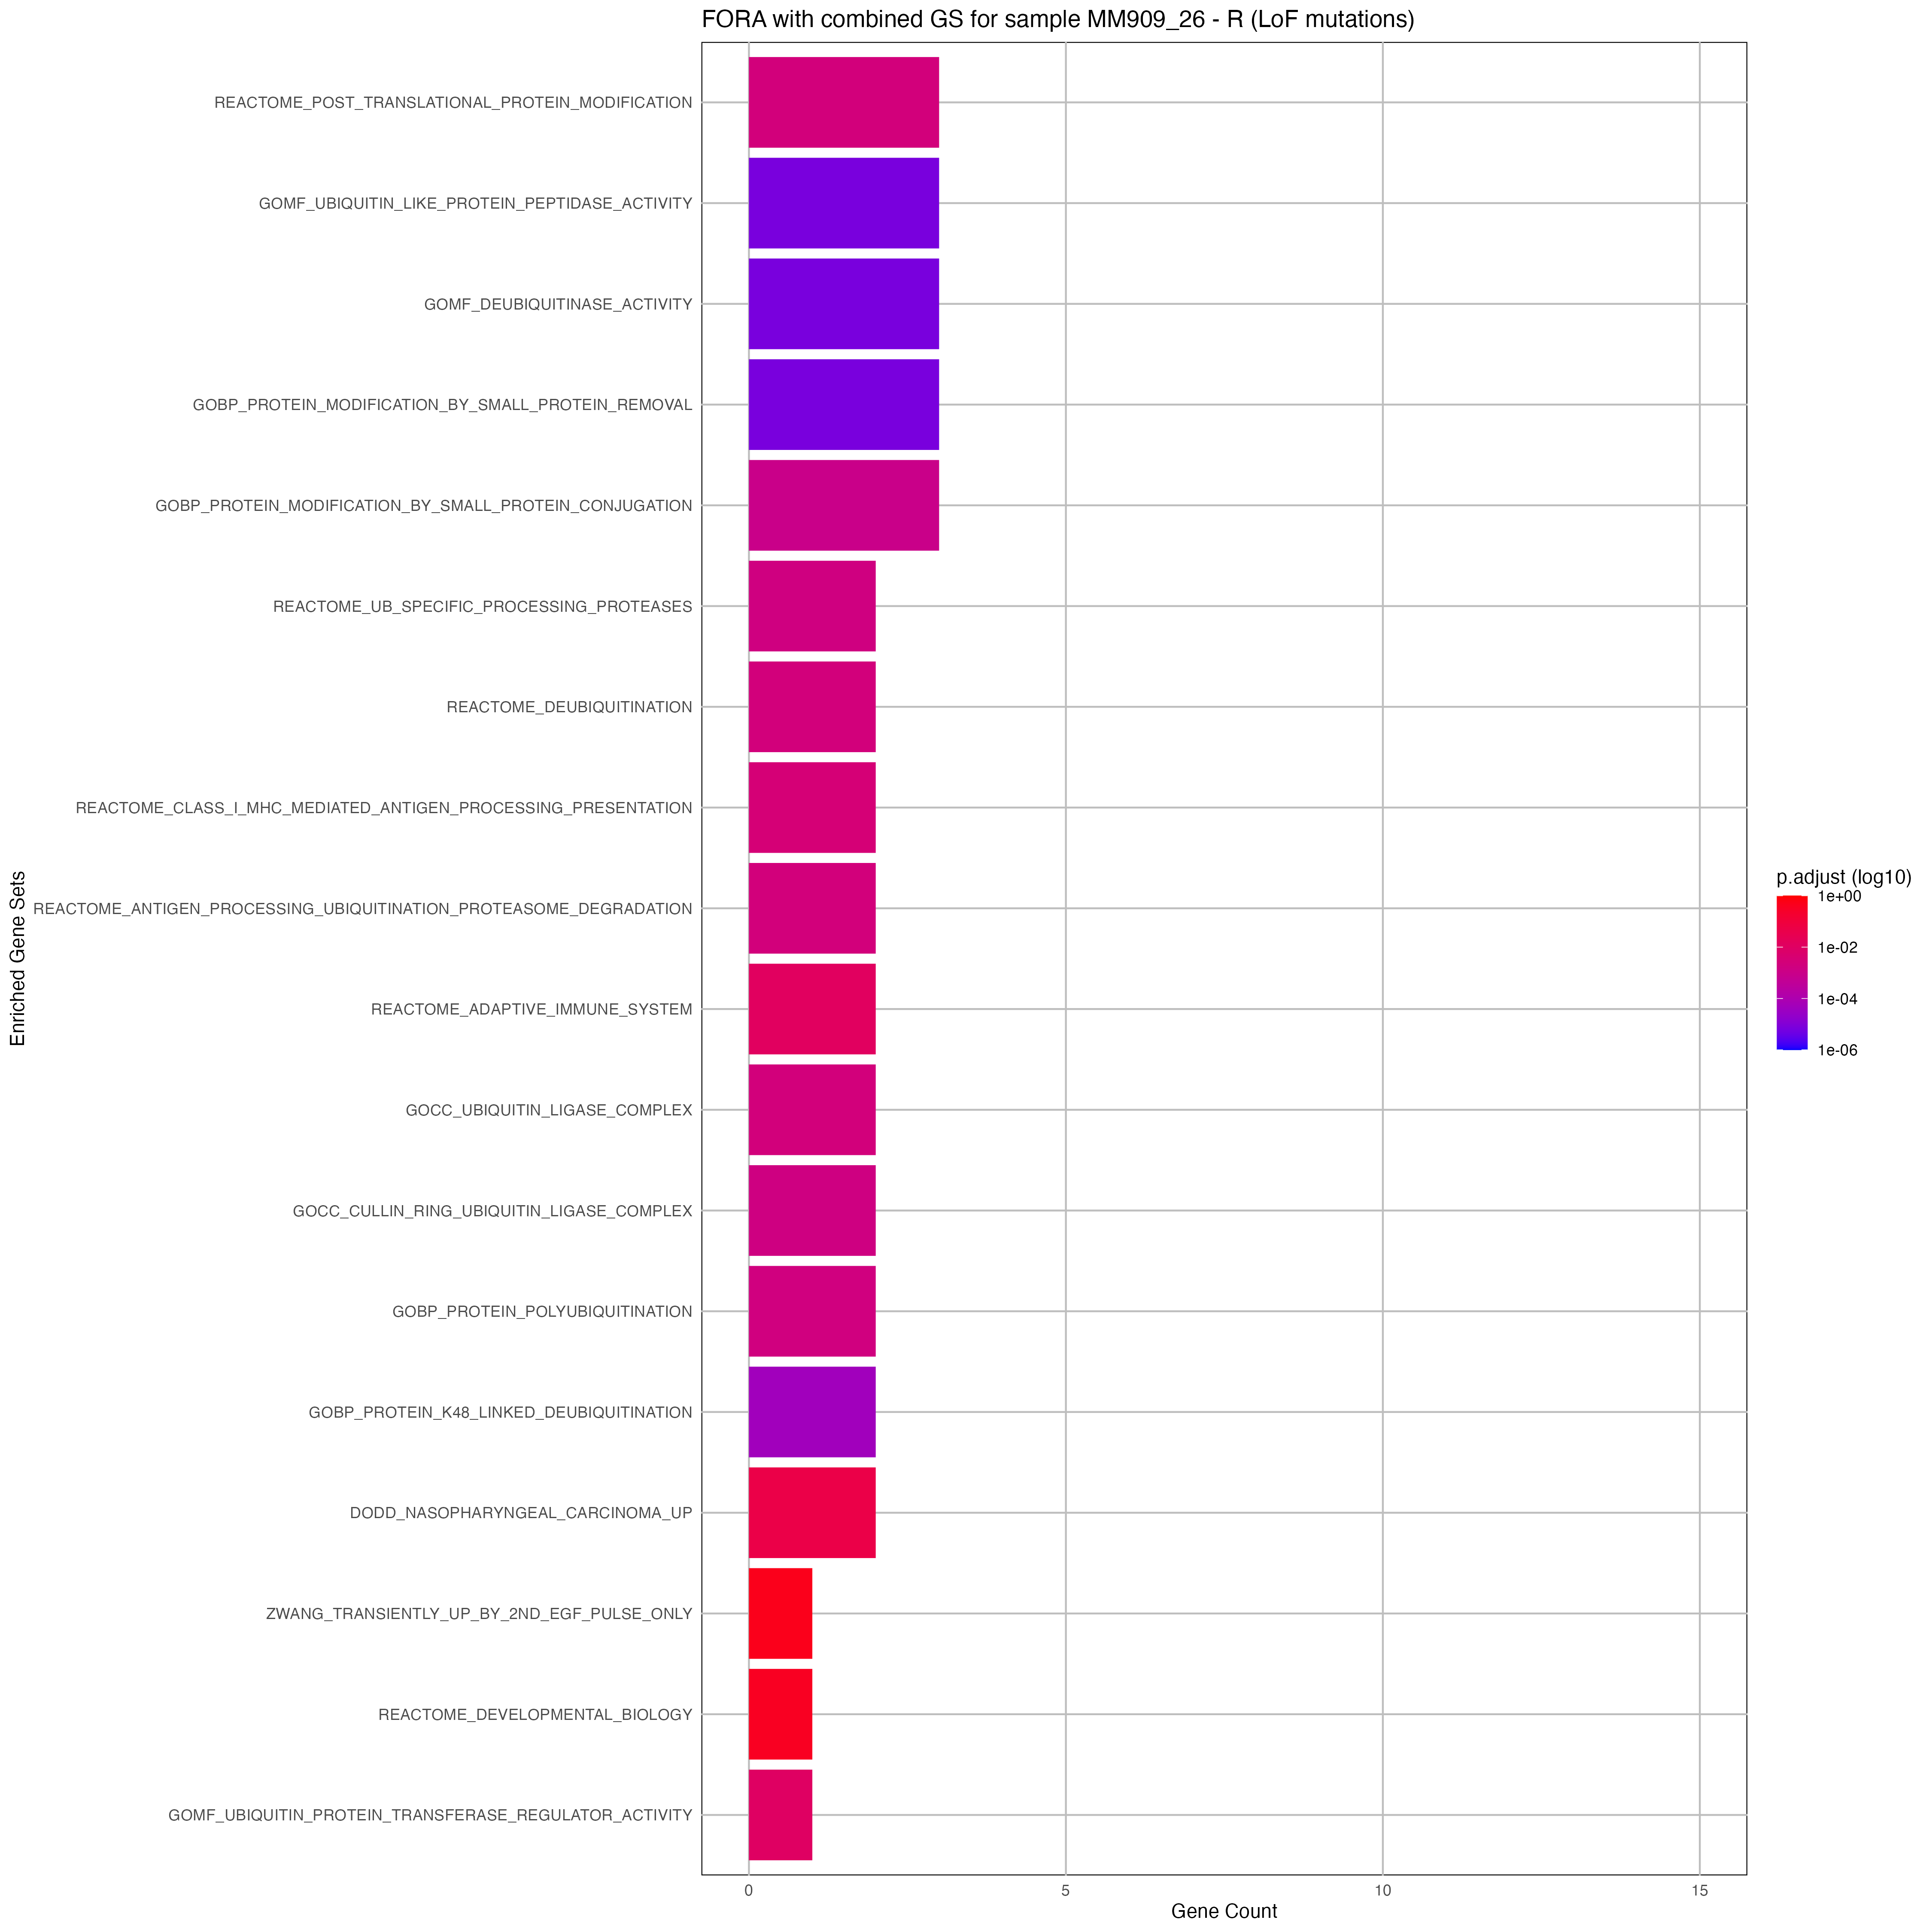 FORA with combined GS for sample MM909_26 - R (LoF mutations)
REACTOME_POST_TRANSLATIONAL_PROTEIN_MODIFICATION
GOMF_UBIQUITIN_LIKE_PROTEIN_PEPTIDASE_ACTIVITY
GOMF_DEUBIQUITINASE_ACTIVITY
GOBP_PROTEIN_MODIFICATION_BY_SMALL_PROTEIN_REMOVAL
GOBP_PROTEIN_MODIFICATION_BY_SMALL_PROTEIN_CONJUGATION
REACTOME_UB_SPECIFIC_PROCESSING_PROTEASES
REACTOME_DEUBIQUITINATION
REACTOME_CLASS_I_MHC_MEDIATED_ANTIGEN_PROCESSING_PRESENTATION
REACTOME_ANTIGEN_PROCESSING_UBIQUITINATION_PROTEASOME_DEGRADATION
REACTOME_ADAPTIVE_IMMUNE_SYSTEM
GOCC_UBIQUITIN_LIGASE_COMPLEX
GOCC_CULLIN_RING_UBIQUITIN_LIGASE_COMPLEX
GOBP_PROTEIN_POLYUBIQUITINATION
GOBP_PROTEIN_K48_LINKED_DEUBIQUITINATION
DODD_NASOPHARYNGEAL_CARCINOMA_UP
ZWANG_TRANSIENTLY_UP_BY_2ND_EGF_PULSE_ONLY
REACTOME_DEVELOPMENTAL_BIOLOGY
GOMF_UBIQUITIN_PROTEIN_TRANSFERASE_REGULATOR_ACTIVITY
Enriched Gene Sets
0 5 10 15
Gene Count
p.adjust (log10)
1e+00
1e-02
1e-04
1e-06